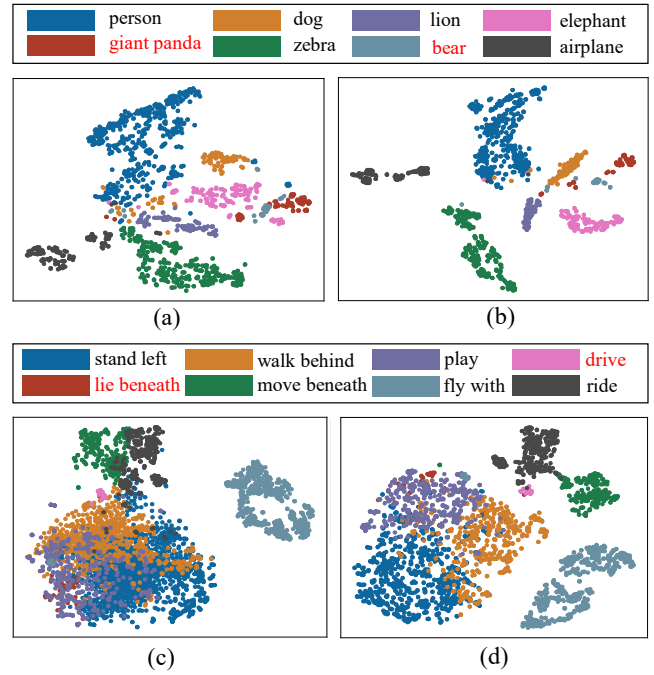 person dog lion elephant
giant panda zebra bear airplane
(a) (b)
stand left walk behind play drive
lie beneath move beneath fly with ride
(c) (d)